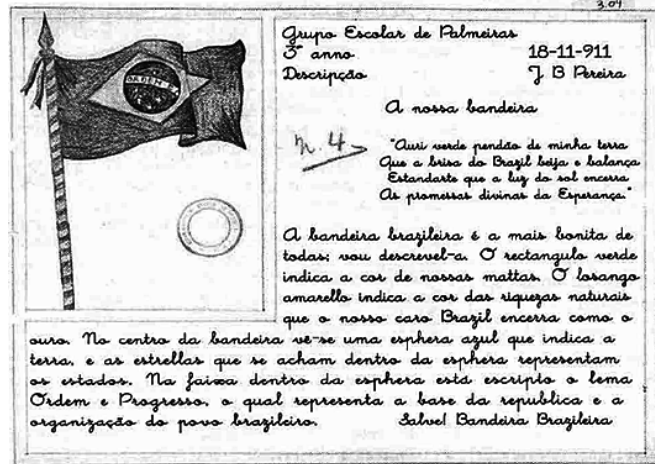 3.09
Grupo Escolar de Palmeiras
3º anno 18-11-911
Descripção J. B Pereira
A nossa bandeira
n. 4
"Auri verde pendão de minha terra
Que a brisa do Brazil beija e balança
Estandarte que a luz do sol encerra
As promessas divinas da Esperança."
A bandeira brazileira é a mais bonita de
todas; vou descrevel-a. O rectangulo verde
indica a cor de nossas mattas. O losango
amarello indica a cor das riquezas naturais
que o nosso caro Brazil encerra como o
ouro. No centro da bandeira vê-se uma esphera azul que indica a
terra, e as estrellas que se acham dentro da esphera representam
os estados. Na faixa dentro da esphera está escripto o lema
Ordem e Progresso, o qual representa a base da republica e a
organização do povo brazileiro. Salve! Bandeira Brazileira
ORDEM E